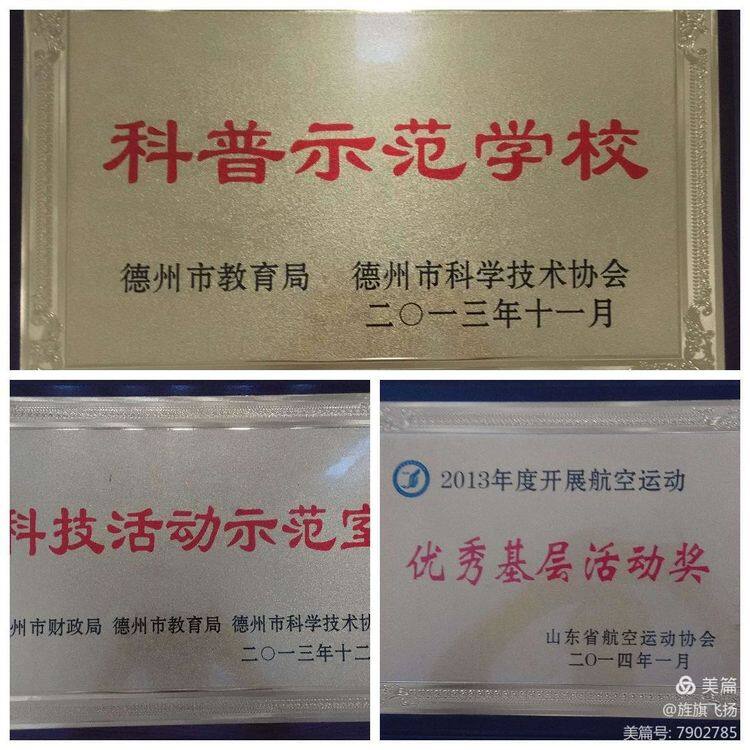 科普示范学校
德州市教育局 德州市科学技术协会
二〇一三年十一月
科技活动示范室
州市财政局 德州市教育局 德州市科学技术协
二〇一三年十二
2013年度开展航空运动
优秀基层活动奖
山东省航空运动协会
二〇一四年一月
美篇
@旌旗飞扬
美篇号: 7902785